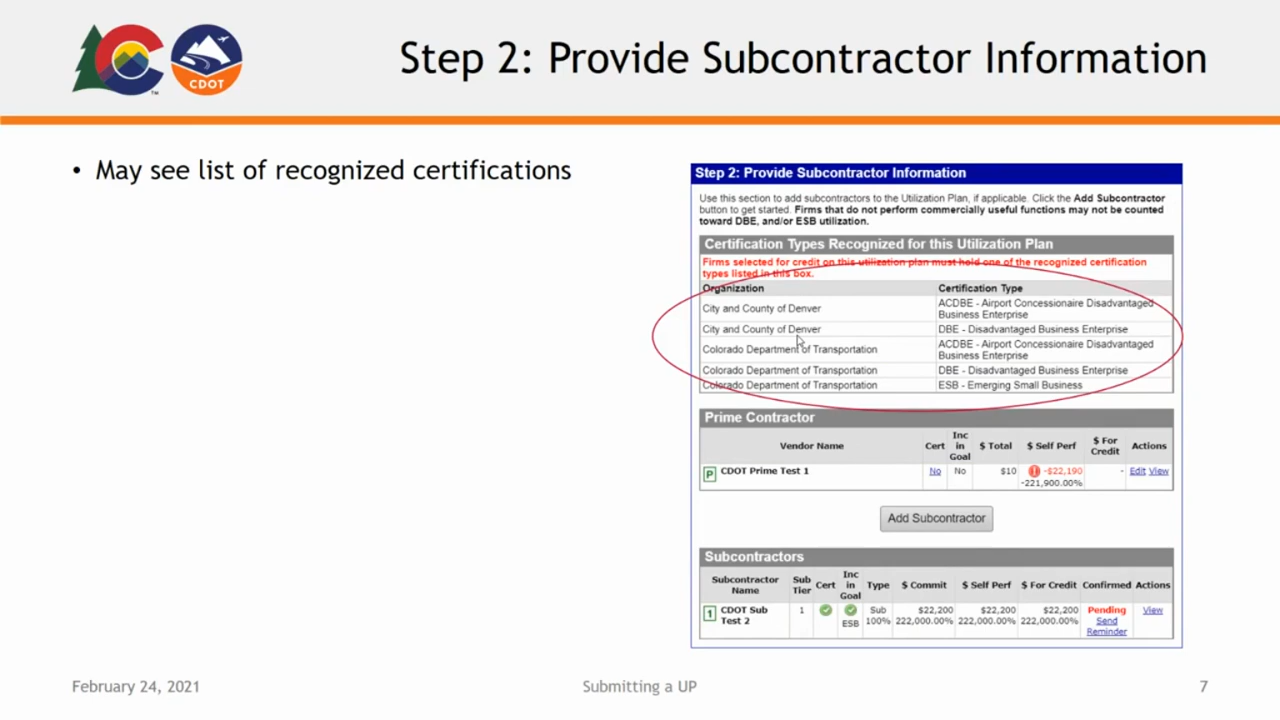 CDOT
TM
Step 2: Provide Subcontractor Information
• May see list of recognized certifications
Step 2: Provide Subcontractor Information
Use this section to add subcontractors to the Utilization Plan, if applicable. Click the Add Subcontractor
button to get started. Firms that do not perform commercially useful functions may not be counted
toward DBE, and/or ESB utilization.
Certification Types Recognized for this Utilization Plan
Firms selected for credit on this utilization plan must hold one of the recognized certification
types listed in this box.
Organization Certification Type
City and County of Denver ACDBE - Airport Concessionaire Disadvantaged
Business Enterprise
City and County of Denver DBE - Disadvantaged Business Enterprise
Colorado Department of Transportation ACDBE - Airport Concessionaire Disadvantaged
Business Enterprise
Colorado Department of Transportation DBE - Disadvantaged Business Enterprise
Colorado Department of Transportation ESB - Emerging Small Business
Prime Contractor
Vendor Name Cert Inc in Goal $ Total $ Self Perf $ For Credit Actions
P CDOT Prime Test 1 No No $10 -$22,190 - Edit View
-221,900.00%
Add Subcontractor
Subcontractors
Subcontractor Name Sub Tier Cert Inc in Goal Type $ Commit $ Self Perf $ For Credit Confirmed Actions
1 CDOT Sub 1 Sub $22,200 $22,200 $22,200 Pending View
Test 2 ESB 100% 222,000.00% 222,000.00% 222,000.00% Send
Reminder
February 24, 2021 Submitting a UP 7